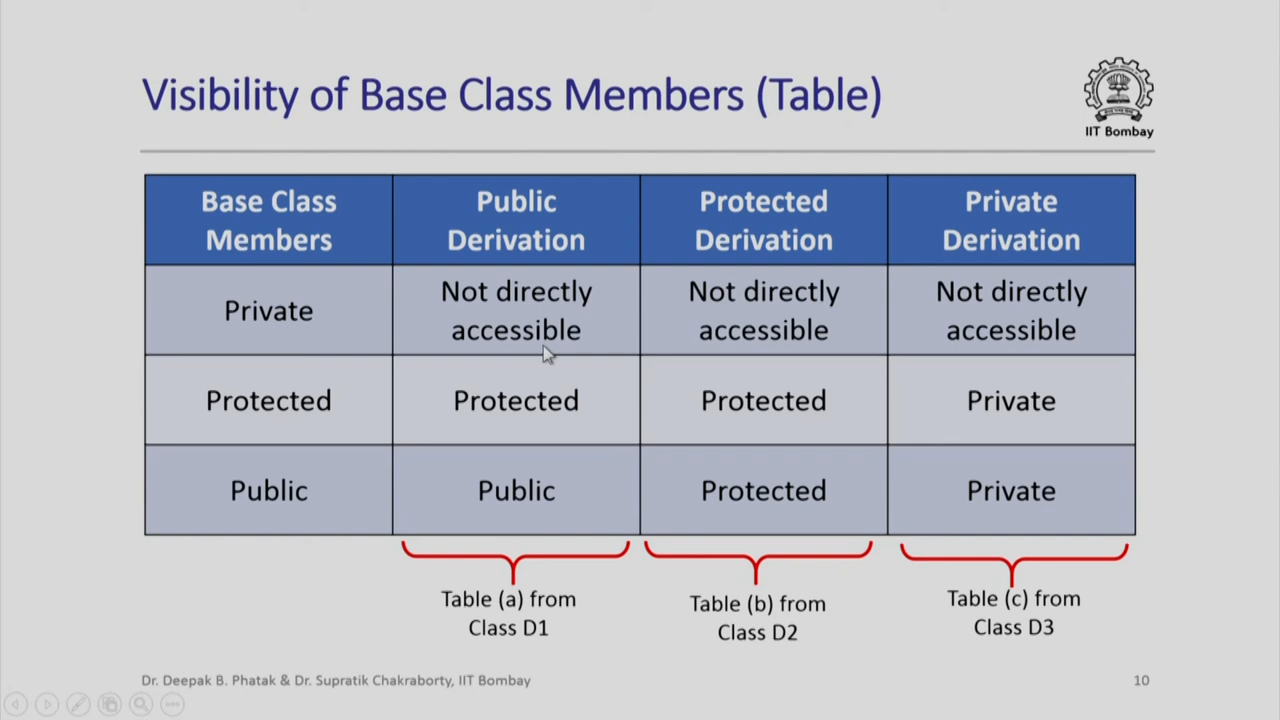 Visibility of Base Class Members (Table)
IIT Bombay
Base Class
Members
Public
Derivation
Protected
Derivation
Private
Derivation
Private
Not directly
accessible
Not directly
accessible
Not directly
accessible
Protected
Protected
Protected
Private
Public
Public
Protected
Private
Table (a) from
Class D1
Table (b) from
Class D2
Table (c) from
Class D3
Dr. Deepak B. Phatak & Dr. Supratik Chakraborty, IIT Bombay
10